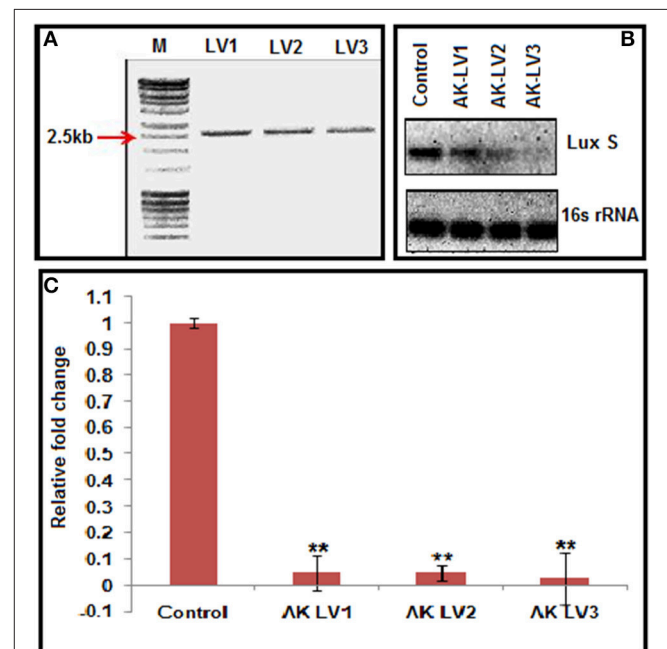 A
M LV1 LV2 LV3
2.5kb
B
Control
AK-LV1
AK-LV2
AK-LV3
Lux S
16s rRNA
C
Relative fold change
1.1
1
0.9
0.8
0.7
0.6
0.5
0.4
0.3
0.2
0.1
0
-0.1
** ** **
Control AK LV1 AK LV2 AK LV3